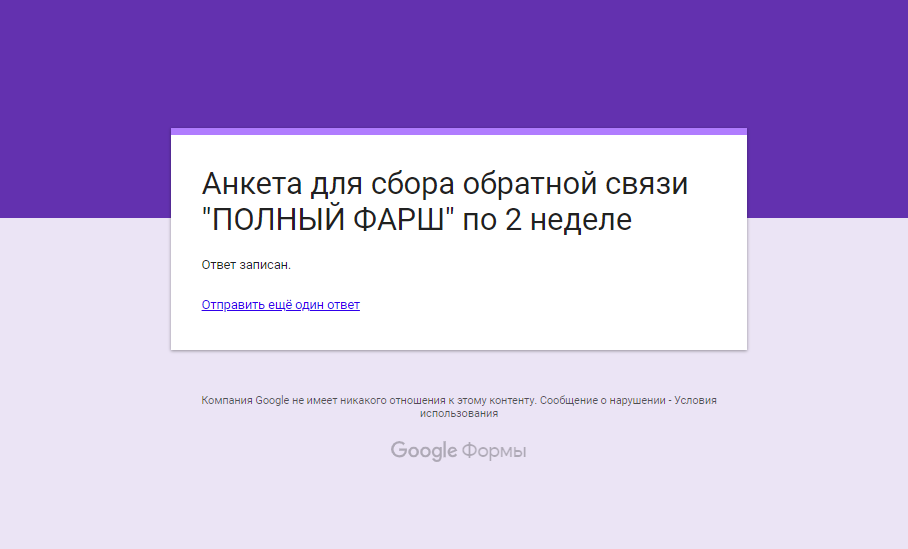 Анкета для сбора обратной связи
"ПОЛНЫЙ ФАРШ" по 2 неделе
Ответ записан.
Отправить ещё один ответ
Компания Google не имеет никакого отношения к этому контенту. Сообщение о нарушении - Условия
использования
Google Формы